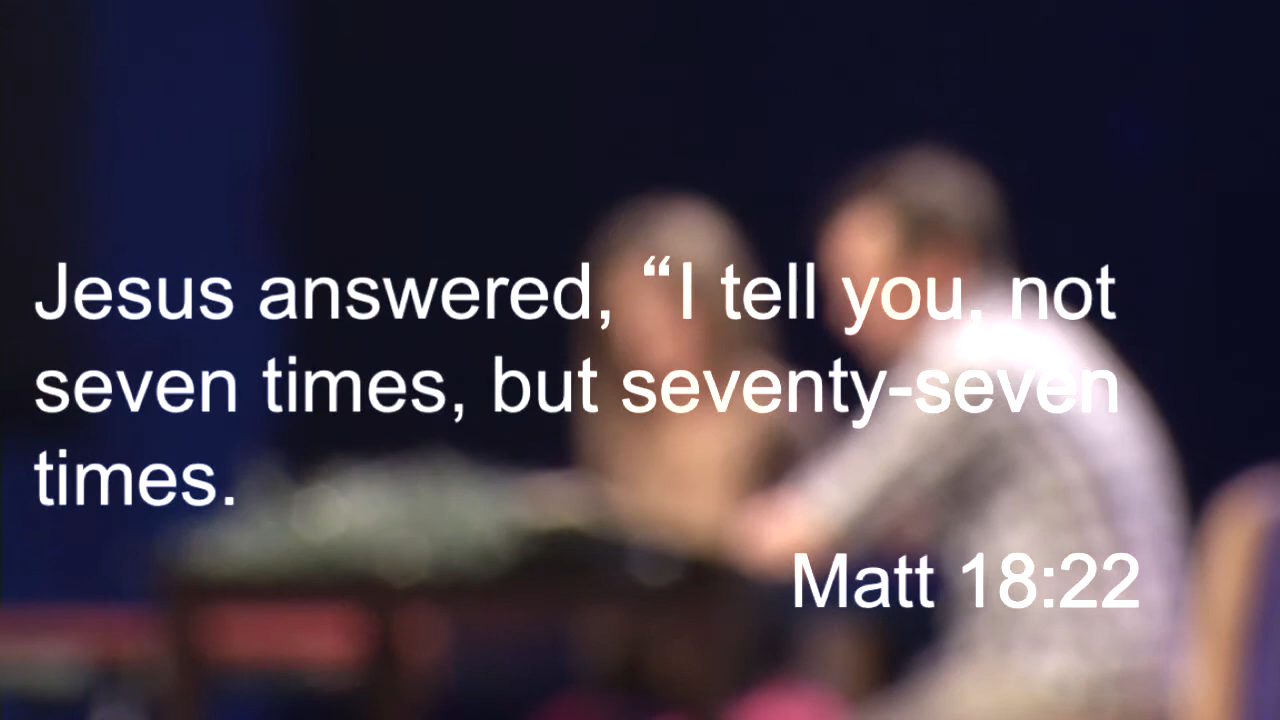 Jesus answered, “I tell you, not
seven times, but seventy-seven
times.
Matt 18:22